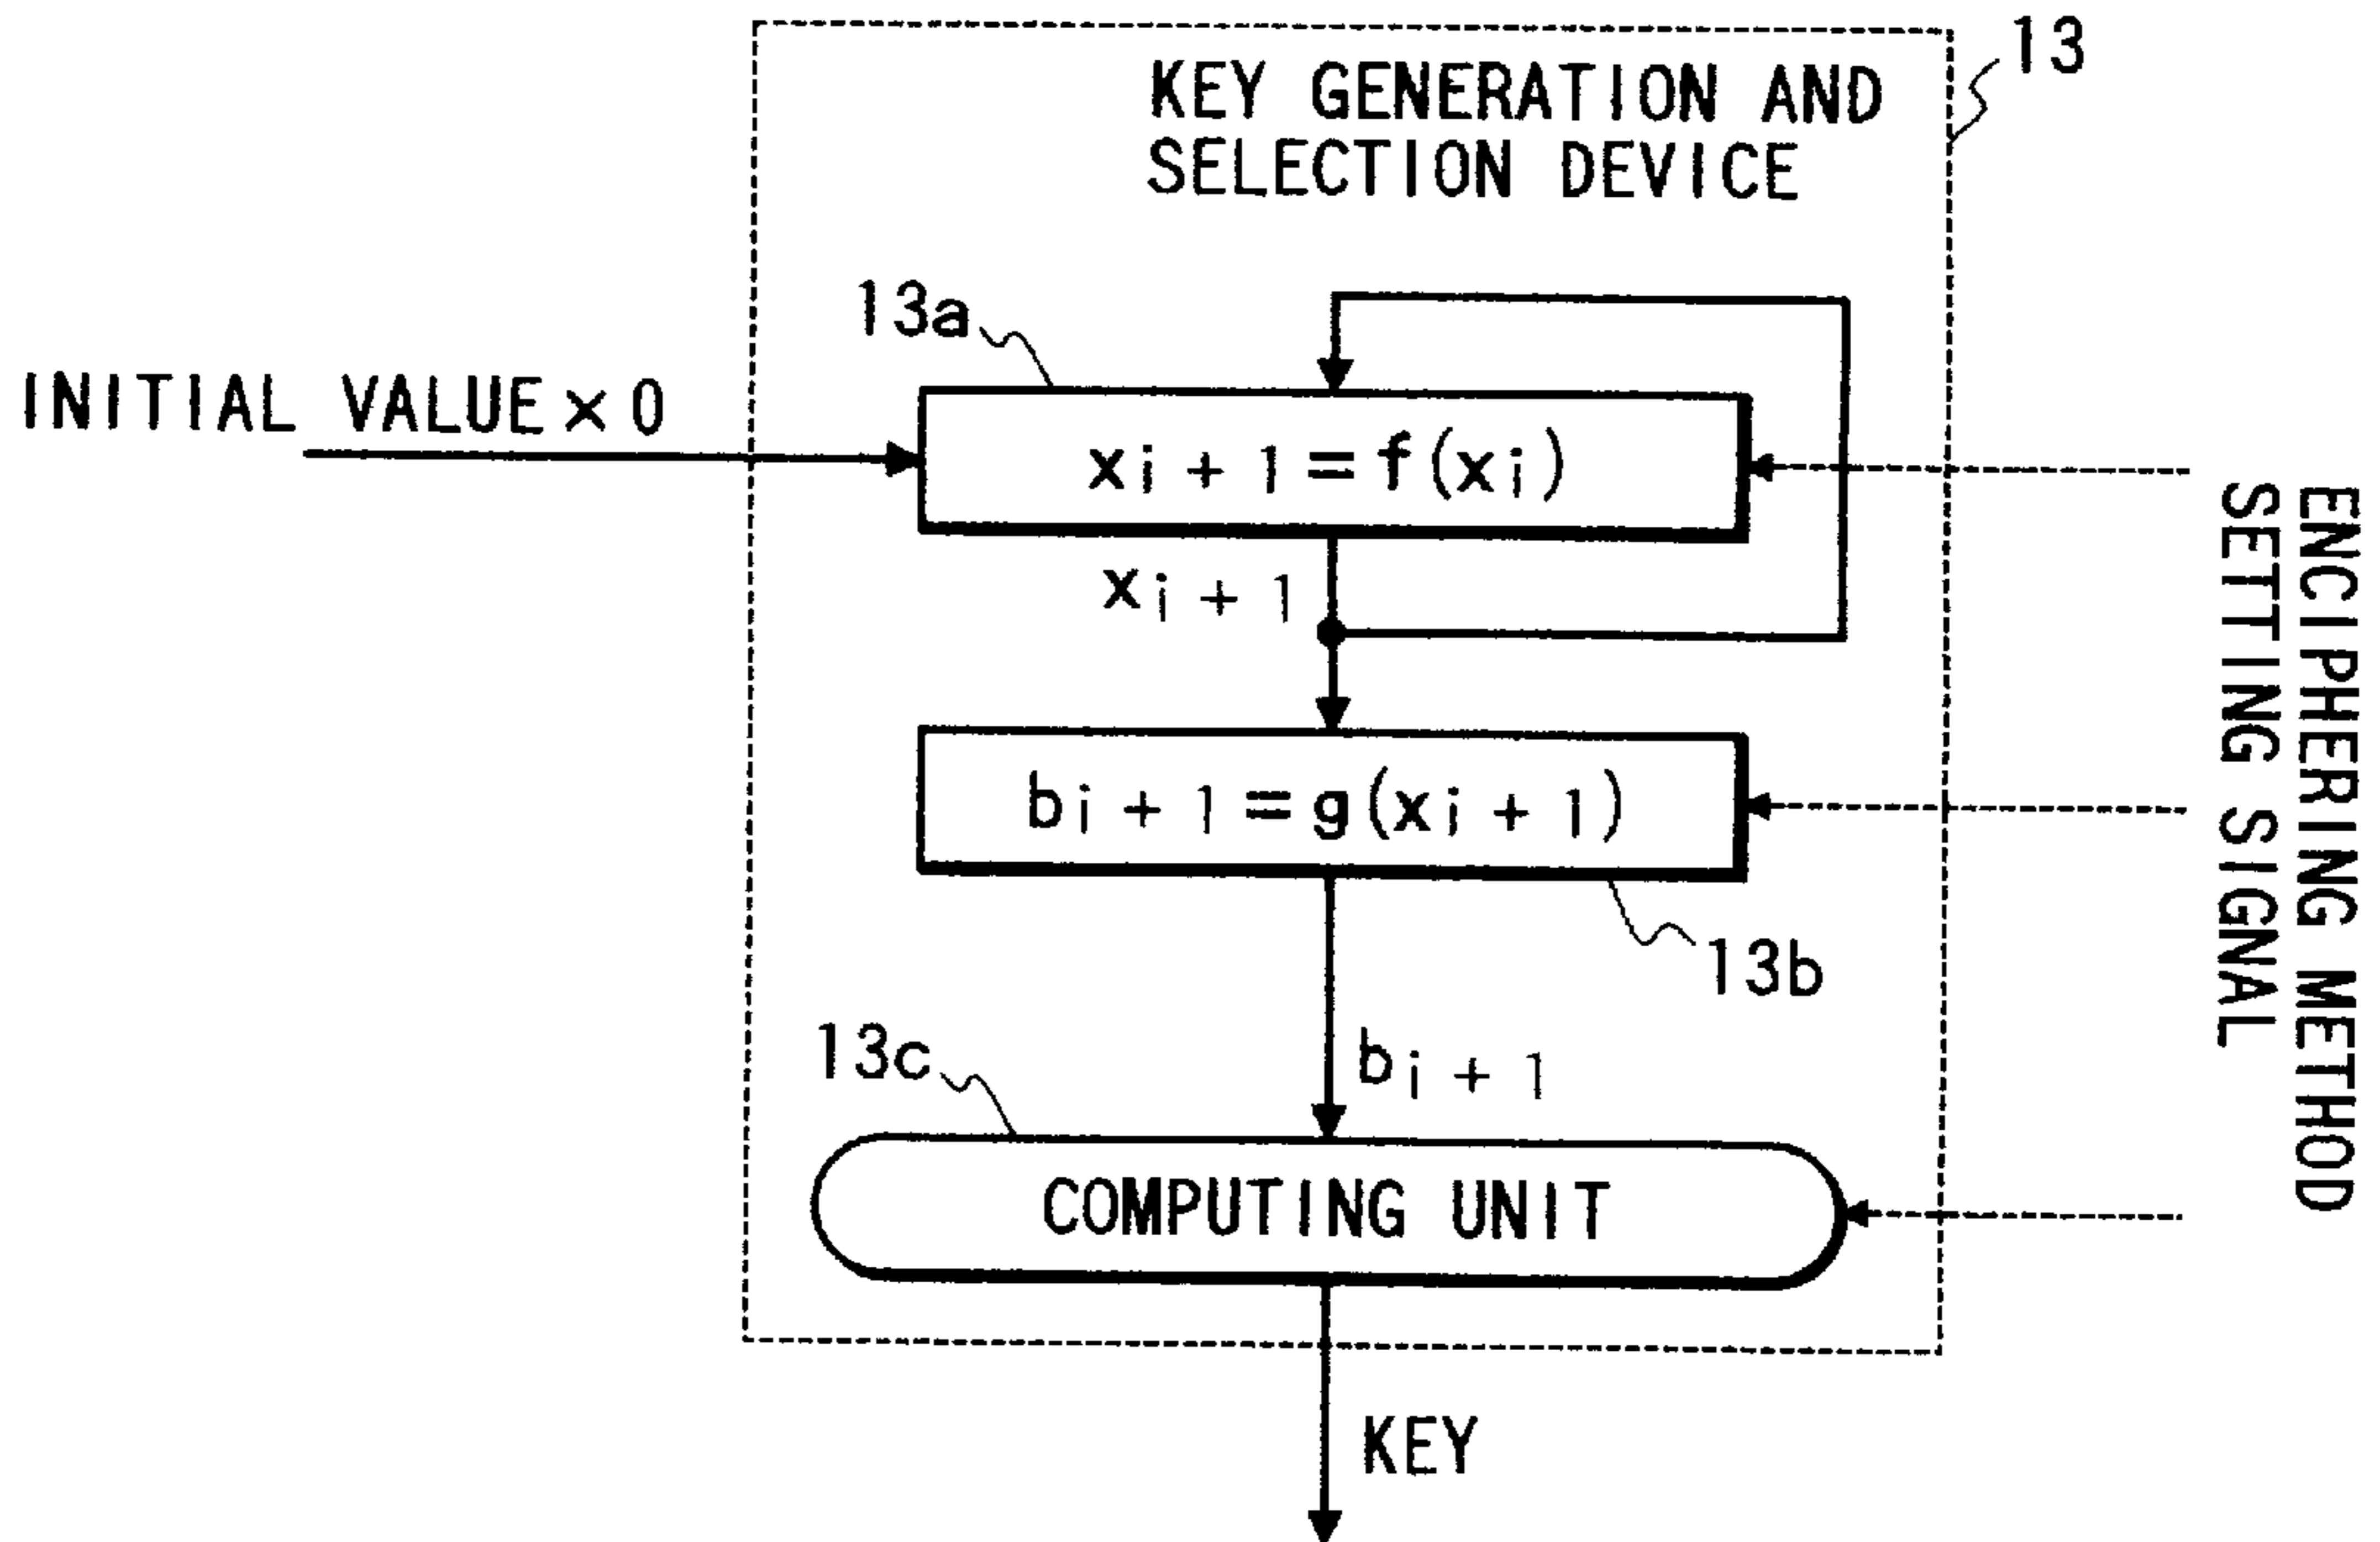 13
KEY GENERATION AND
SELECTION DEVICE
13a
INITIAL VALUE×0
xi+1=f(xi)
xi+1
bi+1=g(xi+1)
13b
13c
bi+1
COMPUTING UNIT
KEY
ENCIPHERING METHOD
SETTING SIGNAL